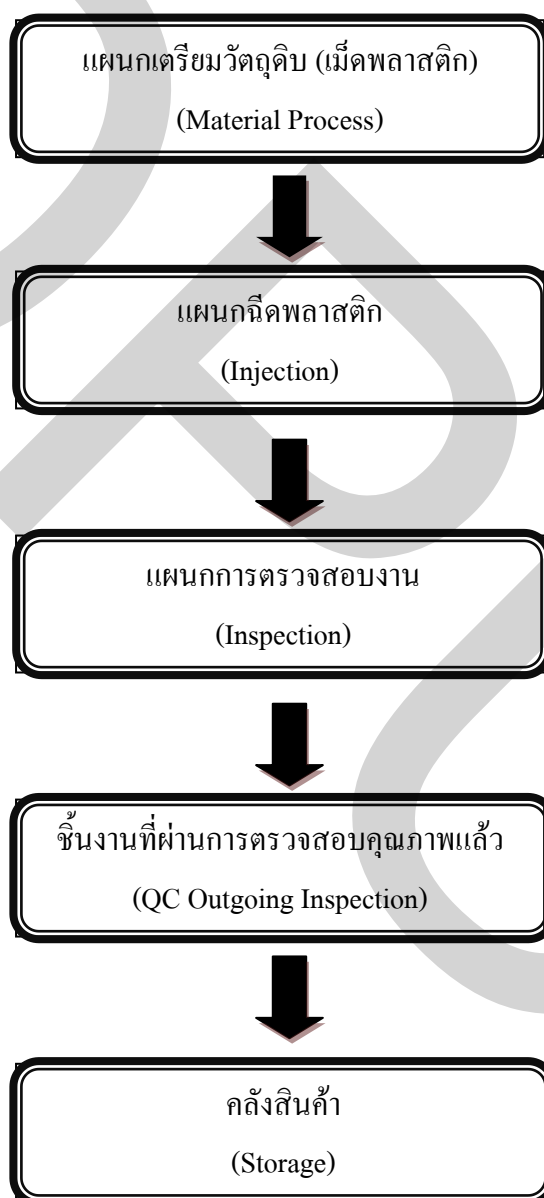 แผนกเตรียมวัตถุดิบ (เม็ดพลาสติก)
(Material Process)
แผนกฉีดพลาสติก
(Injection)
แผนกการตรวจสอบงาน
(Inspection)
ชิ้นงานที่ผ่านการตรวจสอบคุณภาพแล้ว
(QC Outgoing Inspection)
คลังสินค้า
(Storage)